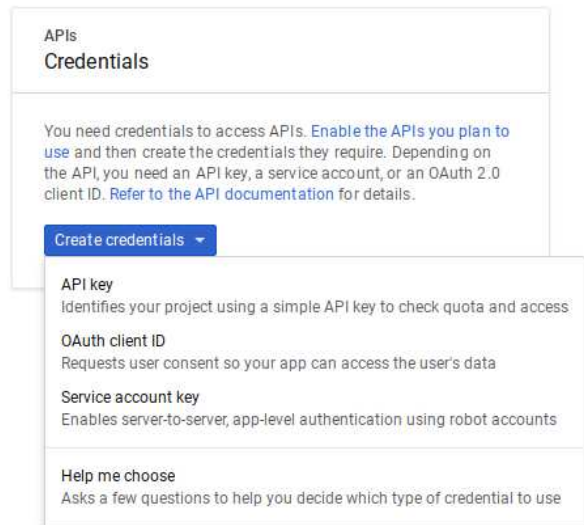 APIs
Credentials
You need credentials to access APIs. Enable the APIs you plan to
use and then create the credentials they require. Depending on
the API, you need an API key, a service account, or an OAuth 2.0
client ID. Refer to the API documentation for details.
Create credentials
API key
Identifies your project using a simple API key to check quota and access
OAuth client ID
Requests user consent so your app can access the user's data
Service account key
Enables server-to-server, app-level authentication using robot accounts
Help me choose
Asks a few questions to help you decide which type of credential to use